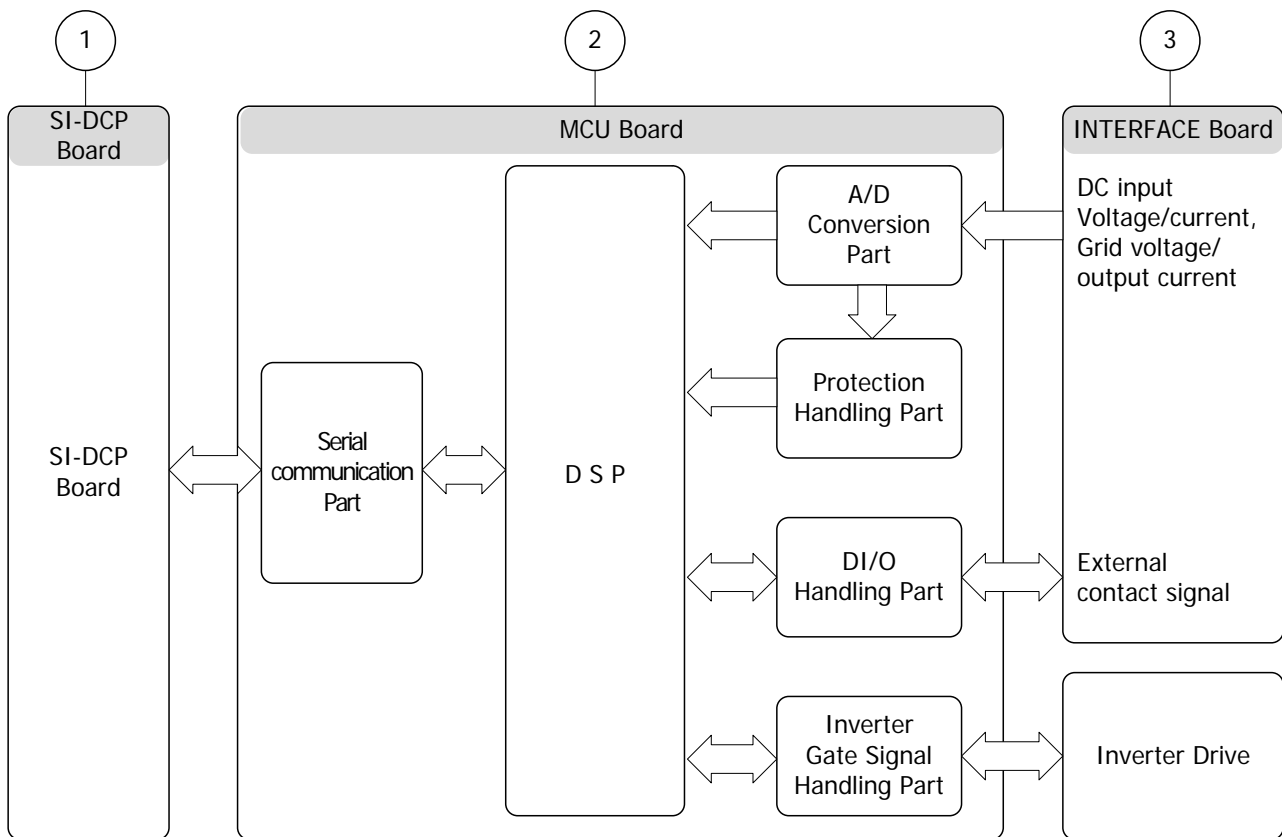 1
2
3
SI-DCP
Board
MCU Board
INTERFACE Board
A/D
Conversion
Part
DC input
Voltage/current,
Grid voltage/
output current
Protection
Handling Part
SI-DCP
Board
Serial
communication
Part
D S P
DI/O
Handling Part
External
contact signal
Inverter
Gate Signal
Handling Part
Inverter Drive